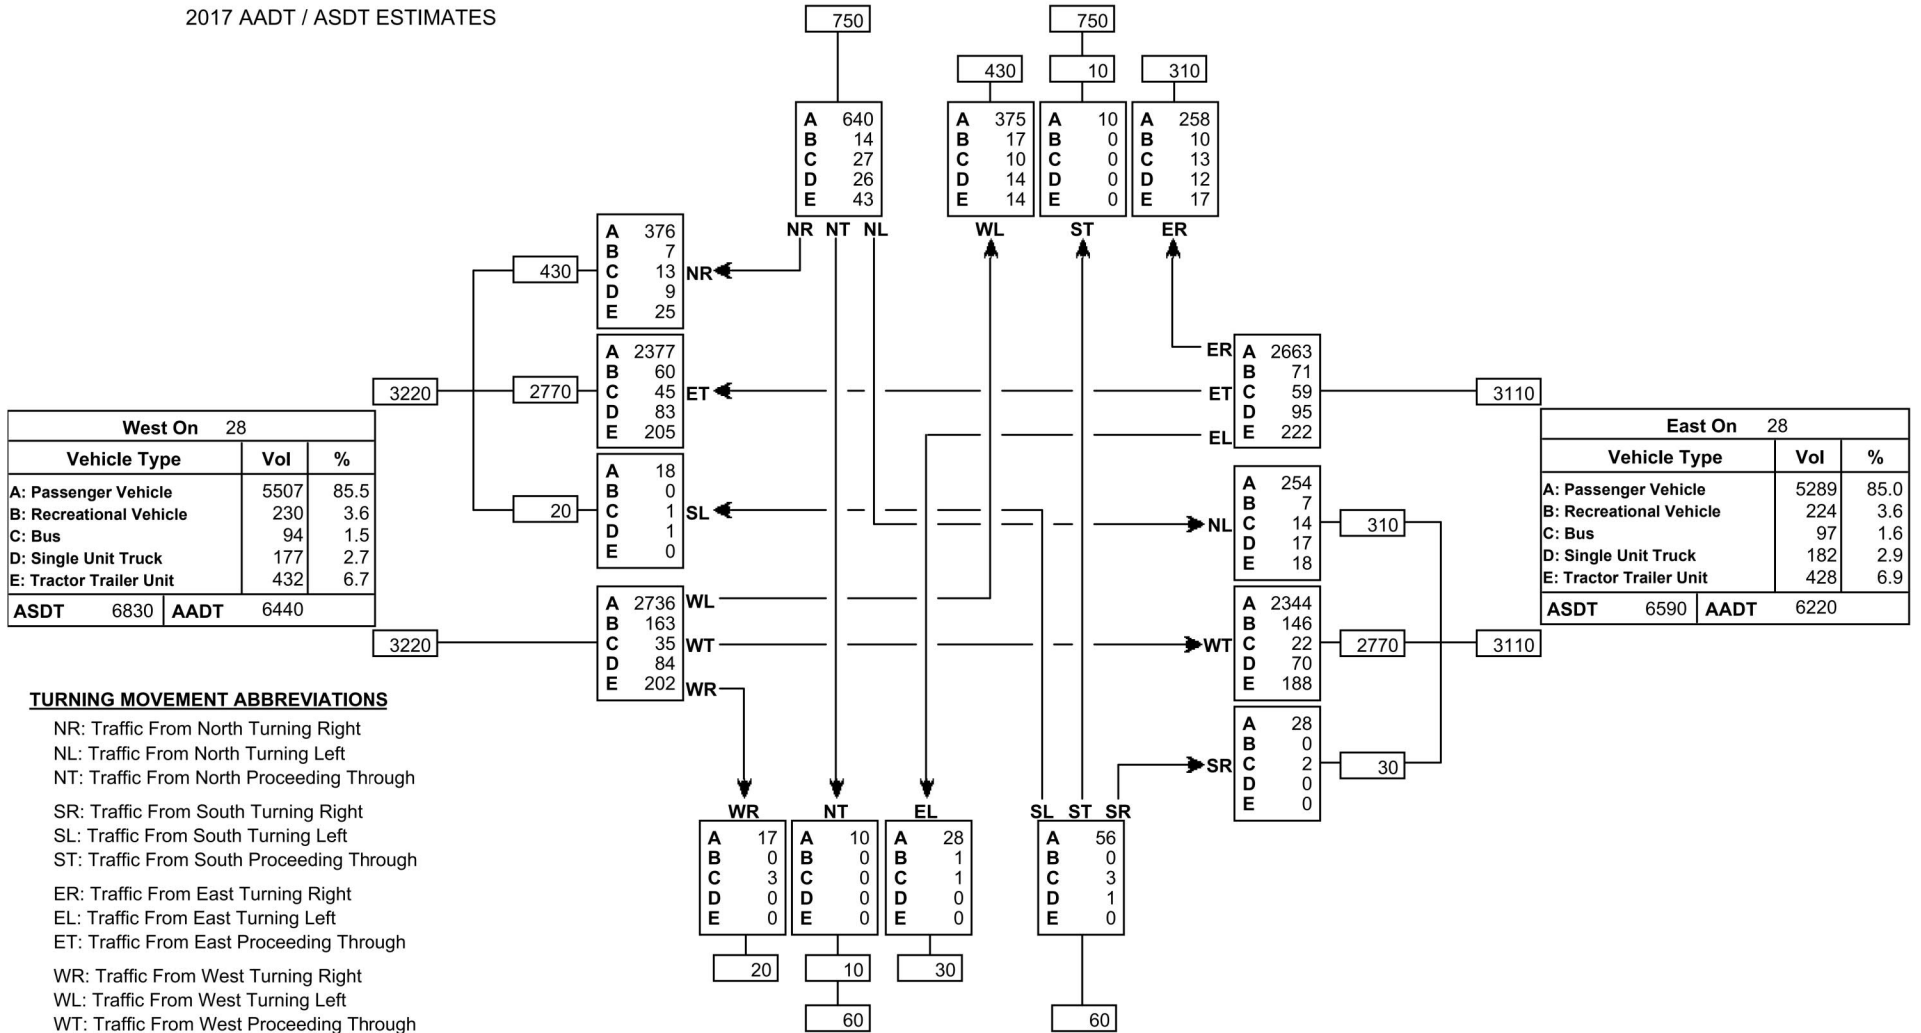 2017 AADT / ASDT ESTIMATES
750
750
430
10
310
A 640
B 14
C 27
D 26
E 43
A 375
B 17
C 10
D 14
E 14
A 10
B 0
C 0
D 0
E 0
A 258
B 10
C 13
D 12
E 17
NR NT NL
WL
ST
ER
430
A 376
B 7
C 13
D 9
E 25
NR
3220
2770
A 2377
B 60
C 45
D 83
E 205
ET
20
A 18
B 0
C 1
D 1
E 0
SL
3220
A 2736
B 163
C 35
D 84
E 202
WL
WT
WR
West On 28
Vehicle Type Vol %
A: Passenger Vehicle 5507 85.5
B: Recreational Vehicle 230 3.6
C: Bus 94 1.5
D: Single Unit Truck 177 2.7
E: Tractor Trailer Unit 432 6.7
ASDT 6830 AADT 6440
ER
ET
EL
A 2663
B 71
C 59
D 95
E 222
3110
NL
A 254
B 7
C 14
D 17
E 18
310
WT
A 2344
B 146
C 22
D 70
E 188
2770
3110
SR
A 28
B 0
C 2
D 0
E 0
30
East On 28
Vehicle Type Vol %
A: Passenger Vehicle 5289 85.0
B: Recreational Vehicle 224 3.6
C: Bus 97 1.6
D: Single Unit Truck 182 2.9
E: Tractor Trailer Unit 428 6.9
ASDT 6590 AADT 6220
WR
NT
EL
SL ST SR
A 17
B 0
C 3
D 0
E 0
A 10
B 0
C 0
D 0
E 0
A 28
B 1
C 1
D 0
E 0
A 56
B 0
C 3
D 1
E 0
20
10
30
60
60
TURNING MOVEMENT ABBREVIATIONS
NR: Traffic From North Turning Right
NL: Traffic From North Turning Left
NT: Traffic From North Proceeding Through
SR: Traffic From South Turning Right
SL: Traffic From South Turning Left
ST: Traffic From South Proceeding Through
ER: Traffic From East Turning Right
EL: Traffic From East Turning Left
ET: Traffic From East Proceeding Through
WR: Traffic From West Turning Right
WL: Traffic From West Turning Left
WT: Traffic From West Proceeding Through